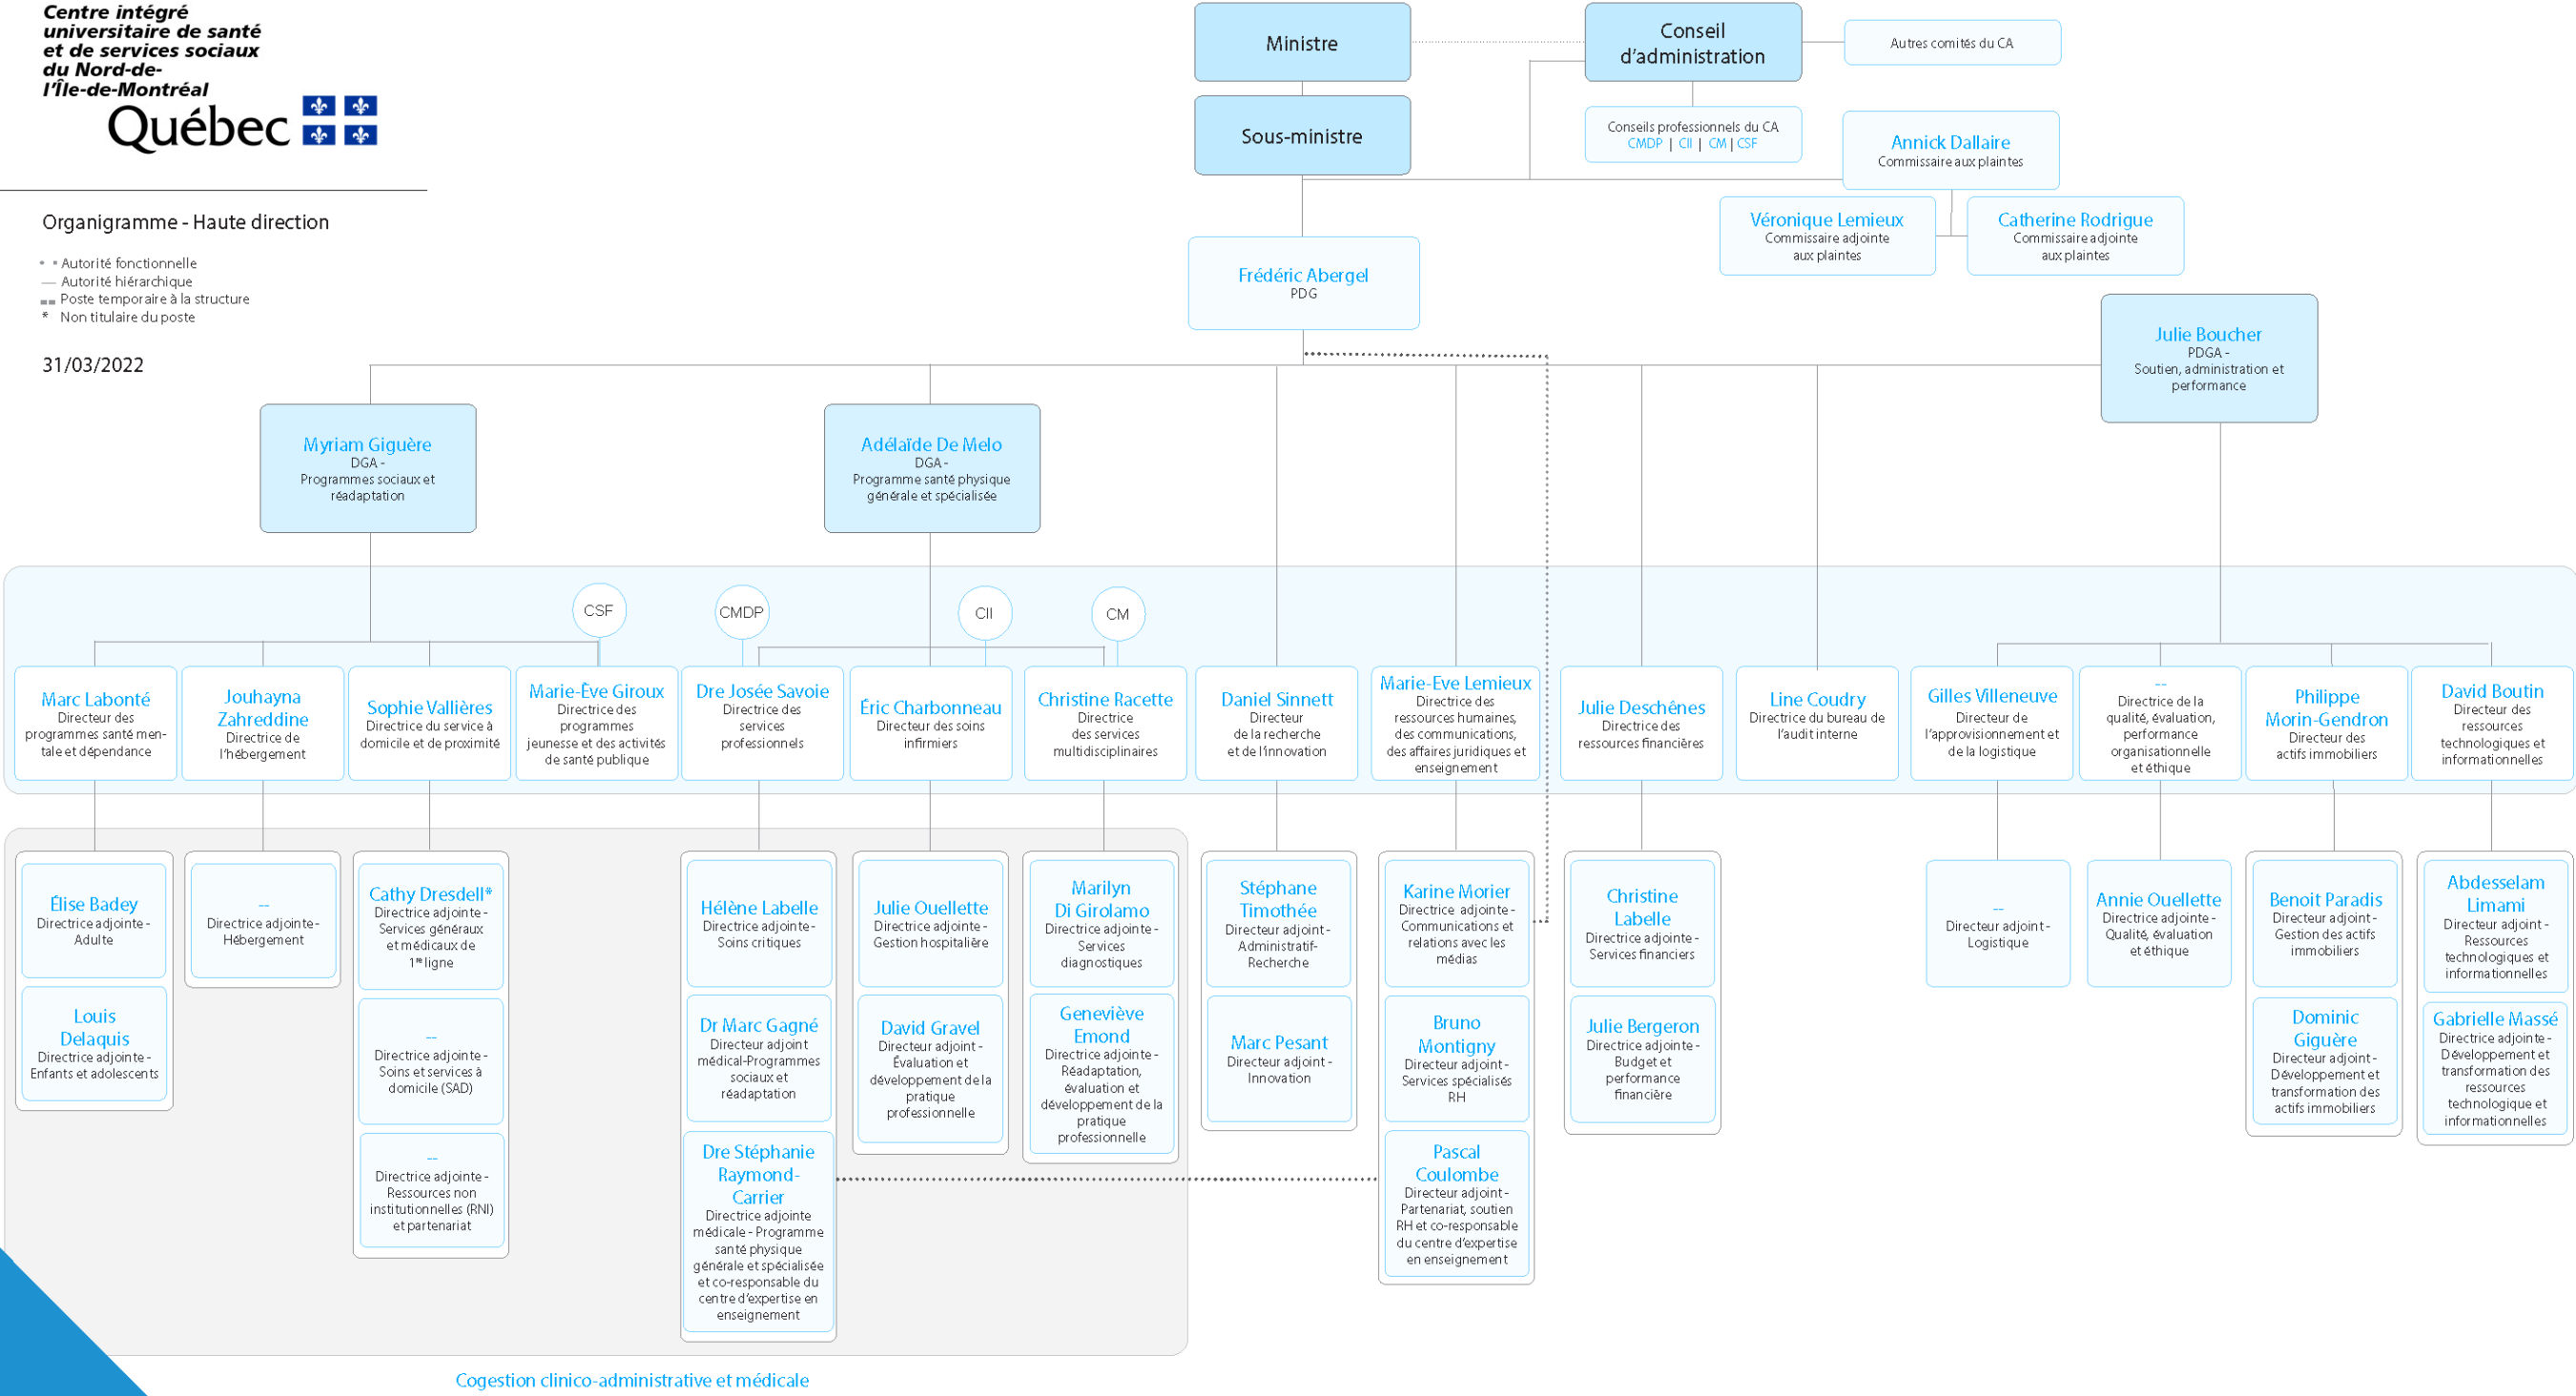 Centre intégré
universitaire de santé
et de services sociaux
du Nord-de-
l'Île-de-Montréal
Québec
Organigramme - Haute direction
Autorité fonctionnelle
Autorité hiérarchique
Poste temporaire à la structure
* Non titulaire du poste
31/03/2022
Ministre
Sous-ministre
Conseil
d'administration
Autres comités du CA
Conseils professionnels du CA
CMDP | CII | CM | CSF
Annick Dallaire
Commissaire aux plaintes
Véronique Lemieux
Commissaire adjointe
aux plaintes
Catherine Rodrigue
Commissaire adjointe
aux plaintes
Frédéric Abergel
PDG
Julie Boucher
PDGA -
Soutien, administration et
performance
Myriam Giguère
DGA -
Programmes sociaux et
réadaptation
Adélaïde De Melo
DGA -
Programme santé physique
générale et spécialisée
CSF
CMDP
CII
CM
Marc Labonté
Directeur des
programmes santé men-
tale et dépendance
Jouhayna
Zahreddine
Directrice de
l'hébergement
Sophie Vallières
Directrice du service à
domicile et de proximité
Marie-Ève Giroux
Directrice des
programmes
jeunesse et des activités
de santé publique
Dre Josée Savoie
Directrice des
services
professionnels
Éric Charbonneau
Directeur des soins
infirmiers
Christine Racette
Directrice
des services
multidisciplinaires
Daniel Sinnett
Directeur
de la recherche
et de l'innovation
Marie-Eve Lemieux
Directrice des
ressources humaines,
des communications,
des affaires juridiques et
enseignement
Julie Deschênes
Directrice des
ressources financières
Line Coudry
Directrice du bureau de
l'audit interne
Gilles Villeneuve
Directeur de
l'approvisionnement et
de la logistique
--
Directrice de la
qualité, évaluation,
performance
organisationnelle
et éthique
Philippe
Morin-Gendron
Directeur des
actifs immobiliers
David Boutin
Directeur des
ressources
technologiques et
informationnelles
Élise Badey
Directrice adjointe -
Adulte
Louis
Delaquis
Directrice adjointe -
Enfants et adolescents
--
Directrice adjointe -
Hébergement
Cathy Dresdell*
Directrice adjointe -
Services généraux
et médicaux de
1re ligne
--
Directrice adjointe -
Soins et services à
domicile (SAD)
--
Directrice adjointe -
Ressources non
institutionnelles (RNI)
et partenariat
Hélène Labelle
Directrice adjointe -
Soins critiques
Dr Marc Gagné
Directeur adjoint
médical-Programmes
sociaux et
réadaptation
Dre Stéphanie
Raymond-
Carrier
Directrice adjointe
médicale - Programme
santé physique
générale et spécialisée
et co-responsable du
centre d'expertise en
enseignement
Julie Ouellette
Directrice adjointe -
Gestion hospitalière
David Gravel
Directeur adjoint -
Évaluation et
développement de la
pratique
professionnelle
Marilyn
Di Girolamo
Directrice adjointe -
Services
diagnostiques
Geneviève
Emond
Directrice adjointe -
Réadaptation,
évaluation et
développement de la
pratique
professionnelle
Stéphane
Timothée
Directeur adjoint -
Administratif-
Recherche
Marc Pesant
Directeur adjoint -
Innovation
Karine Morier
Directrice adjointe -
Communications et
relations avec les
médias
Bruno
Montigny
Directeur adjoint -
Services spécialisés
RH
Pascal
Coulombe
Directeur adjoint -
Partenariat, soutien
RH et co-responsable
du centre d'expertise
en enseignement
Christine
Labelle
Directrice adjointe -
Services financiers
Julie Bergeron
Directrice adjointe -
Budget et
performance
financière
--
Directeur adjoint -
Logistique
Annie Ouellette
Directrice adjointe -
Qualité, évaluation
et éthique
Benoit Paradis
Directeur adjoint -
Gestion des actifs
immobiliers
Dominic
Giguère
Directeur adjoint -
Développement et
transformation des
actifs immobiliers
Abdesselam
Limami
Directeur adjoint -
Ressources
technologiques et
informationnelles
Gabrielle Massé
Directrice adjointe -
Développement et
transformation des
ressources
technologique et
informationnelles
Cogestion clinico-administrative et médicale